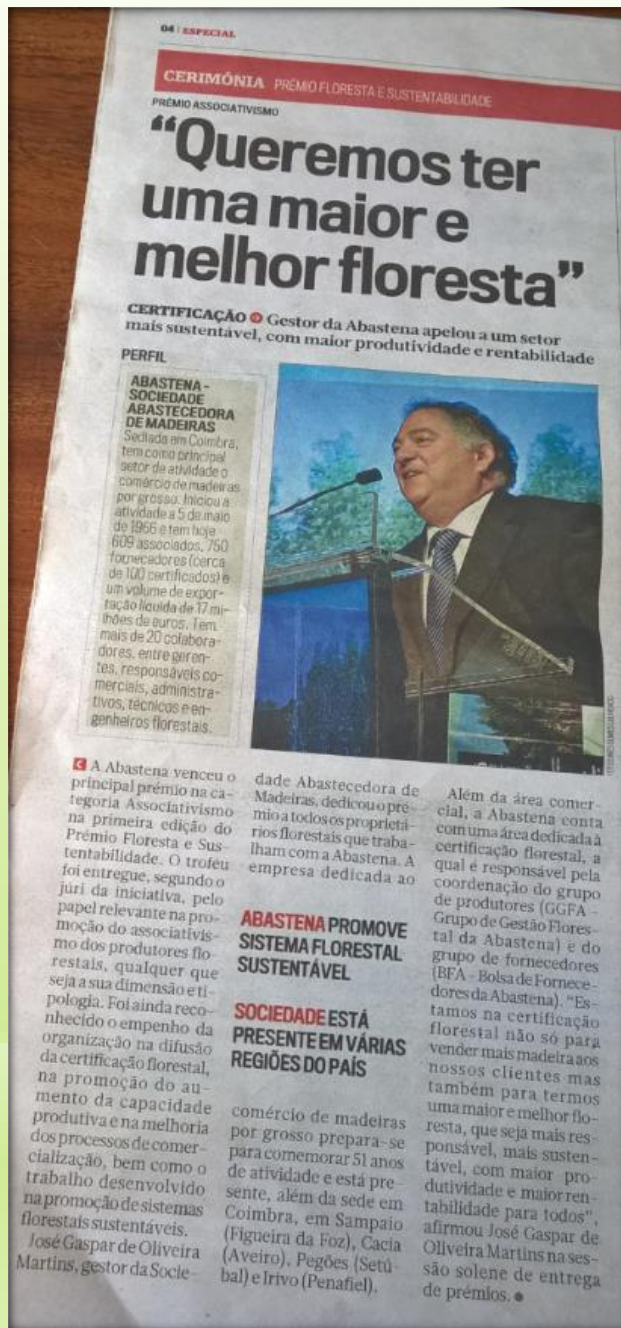 04 | ESPECIAL
CERIMÓNIA PRÉMIO FLORESTA E SUSTENTABILIDADE
PRÉMIO ASSOCIATIVISMO
“Queremos ter
uma maior e
melhor floresta”
CERTIFICAÇÃO Gestor da Abastena apelou a um setor
mais sustentável, com maior produtividade e rentabilidade
PERFIL
ABASTENA -
SOCIEDADE
ABASTECEDORA
DE MADEIRAS
Sediada em Coimbra,
tem como principal
setor de atividade o
comércio de madeiras
por grosso. Iniciou a
atividade a 5 de maio
de 1966 e tem hoje
609 associados, 750
fornecedores (cerca
de 100 certificados) e
um volume de expor-
tação líquida de 17 mi-
lhões de euros. Tem
mais de 20 colabora-
dores, entre geren-
tes, responsáveis co-
merciais, administra-
tivos, técnicos e en-
genheiros florestais.
A Abastena venceu o
principal prémio na ca-
tegoria Associativismo
na primeira edição do
Prémio Floresta e Sus-
tentabilidade. O troféu
foi entregue, segundo o
júri da iniciativa, pelo
papel relevante na pro-
moção do associativis-
mo dos produtores flo-
restais, qualquer que
seja a sua dimensão e ti-
pologia. Foi ainda reco-
nhecido o empenho da
organização na difusão
da certificação florestal,
na promoção do au-
mento da capacidade
produtiva e na melhoria
dos processos de comer-
cialização, bem como o
trabalho desenvolvido
na promoção de sistemas
florestais sustentáveis.
José Gaspar de Oliveira
Martins, gestor da Socie-
dade Abastecedora de
Madeiras, dedicou o pré-
mio a todos os proprietá-
rios florestais que traba-
lham com a Abastena. A
empresa dedicada ao
ABASTENA PROMOVE
SISTEMA FLORESTAL
SUSTENTÁVEL
SOCIEDADE ESTÁ
PRESENTE EM VÁRIAS
REGIÕES DO PAÍS
comércio de madeiras
por grosso prepara-se
para comemorar 51 anos
de atividade e está pre-
sente, além da sede em
Coimbra, em Sampaio
(Figueira da Foz), Cacia
(Aveiro), Pegões (Setú-
bal) e Irivo (Penafiel).
Além da área comer-
cial, a Abastena conta
com uma área dedicada à
certificação florestal, a
qual é responsável pela
coordenação do grupo
de produtores (GGFA -
Grupo de Gestão Flores-
tal da Abastena) e do
grupo de fornecedores
(BFA - Bolsa de Fornece-
dores da Abastena). “Es-
tamos na certificação
florestal não só para
vender mais madeira aos
nossos clientes mas
também para termos
uma maior e melhor flo-
resta, que seja mais res-
ponsável, mais susten-
tável, com maior pro-
dutividade e maior ren-
tabilidade para todos”,
afirmou José Gaspar de
Oliveira Martins na ses-
são solene de entrega
de prémios.